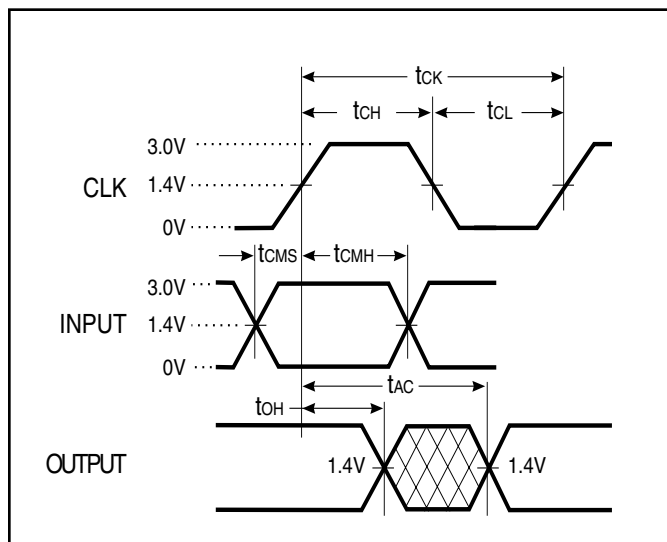 tCK
tCH tCL
3.0V
CLK 1.4V
0V
tCMS tCMH
3.0V
INPUT 1.4V
0V
tAC
tOH
OUTPUT 1.4V 1.4V